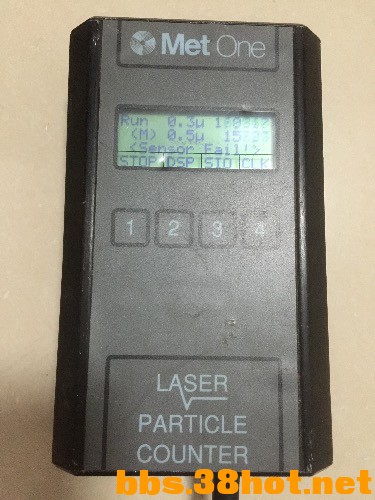 Met One
Run 0.3µ
(M) 0.5µ
<Sensor Fail!>
STOP DSP SIO CLK
1 2 3 4
LASER
PARTICLE
COUNTER
bbs.38hot.net